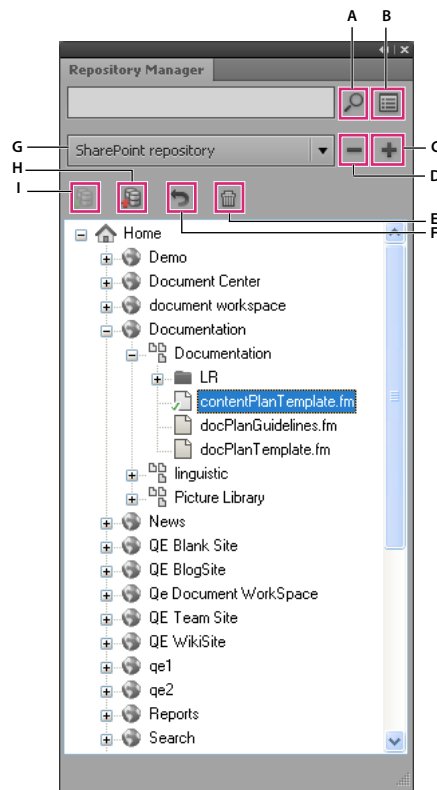 A
B
Repository Manager
G
SharePoint repository
C
D
H
I
E
F
Home
Demo
Document Center
document workspace
Documentation
Documentation
LR
contentPlanTemplate.fm
docPlanGuidelines.fm
docPlanTemplate.fm
linguistic
Picture Library
News
QE Blank Site
QE BlogSite
Qe Document WorkSpace
QE Team Site
QE WikiSite
qe1
qe2
Reports
Search